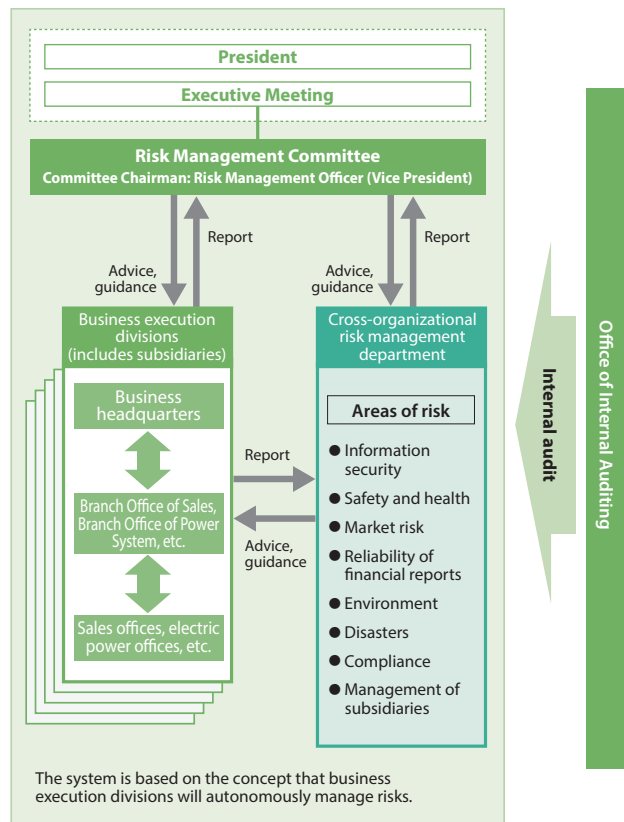 President
Executive Meeting
Risk Management Committee
Committee Chairman: Risk Management Officer (Vice President)
Report
Advice,
guidance
Report
Advice,
guidance
Business execution
divisions
(includes subsidiaries)
Business
headquarters
Branch Office of Sales,
Branch Office of Power
System, etc.
Sales offices, electric
power offices, etc.
Report
Advice,
guidance
Cross-organizational
risk management
department
Areas of risk
● Information
security
● Safety and health
● Market risk
● Reliability of
financial reports
● Environment
● Disasters
● Compliance
● Management of
subsidiaries
Internal audit
Office of Internal Auditing
The system is based on the concept that business
execution divisions will autonomously manage risks.